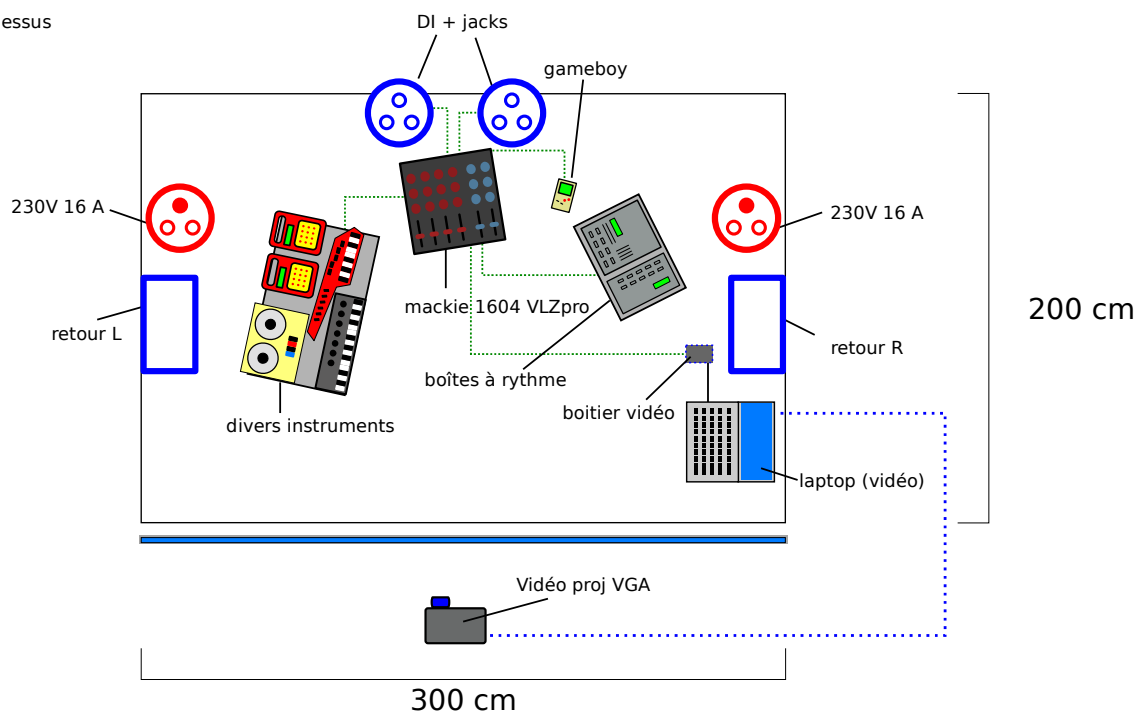 essus
DI + jacks
gameboy
230V 16 A
230V 16 A
mackie 1604 VLZpro
200 cm
retour L
retour R
boîtes à rythme
boitier vidéo
divers instruments
laptop (vidéo)
Vidéo proj VGA
300 cm